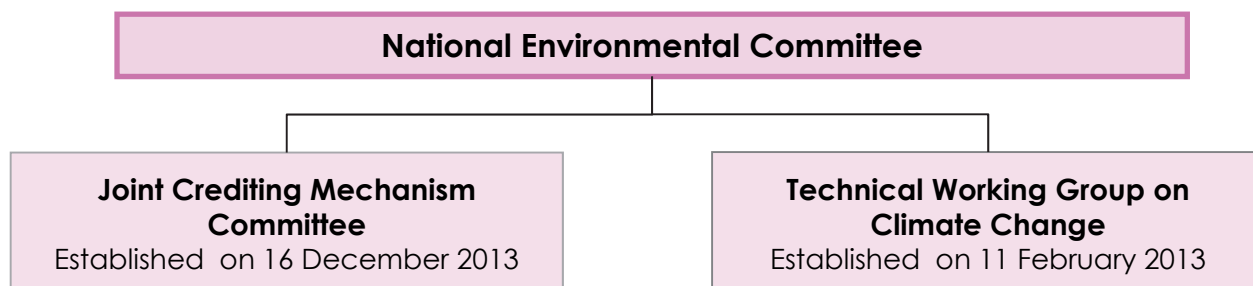 National Environmental Committee
Joint Crediting Mechanism
Committee
Established on 16 December 2013
Technical Working Group on
Climate Change
Established on 11 February 2013